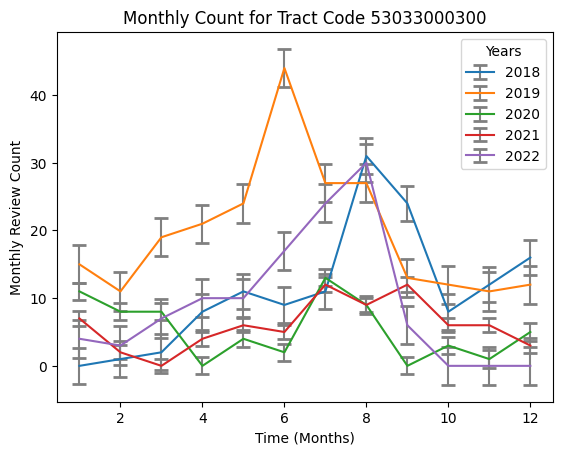 Monthly Count for Tract Code 53033000300
Years
2018
2019
2020
2021
2022
Monthly Review Count
40
30
20
10
0
2 4 6 8 10 12
Time (Months)